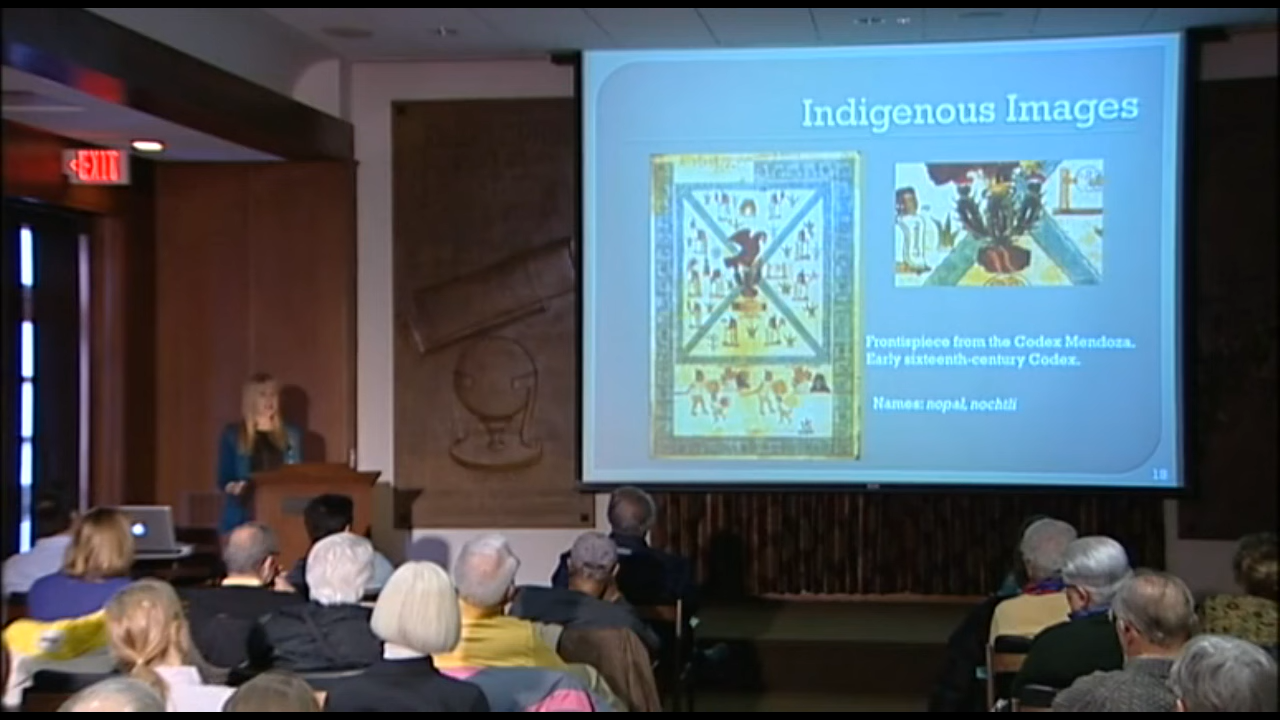 EXIT
Indigenous Images
Frontispiece from the Codex Mendoza.
Early sixteenth-century Codex.
Names: nopal, nochtli
18